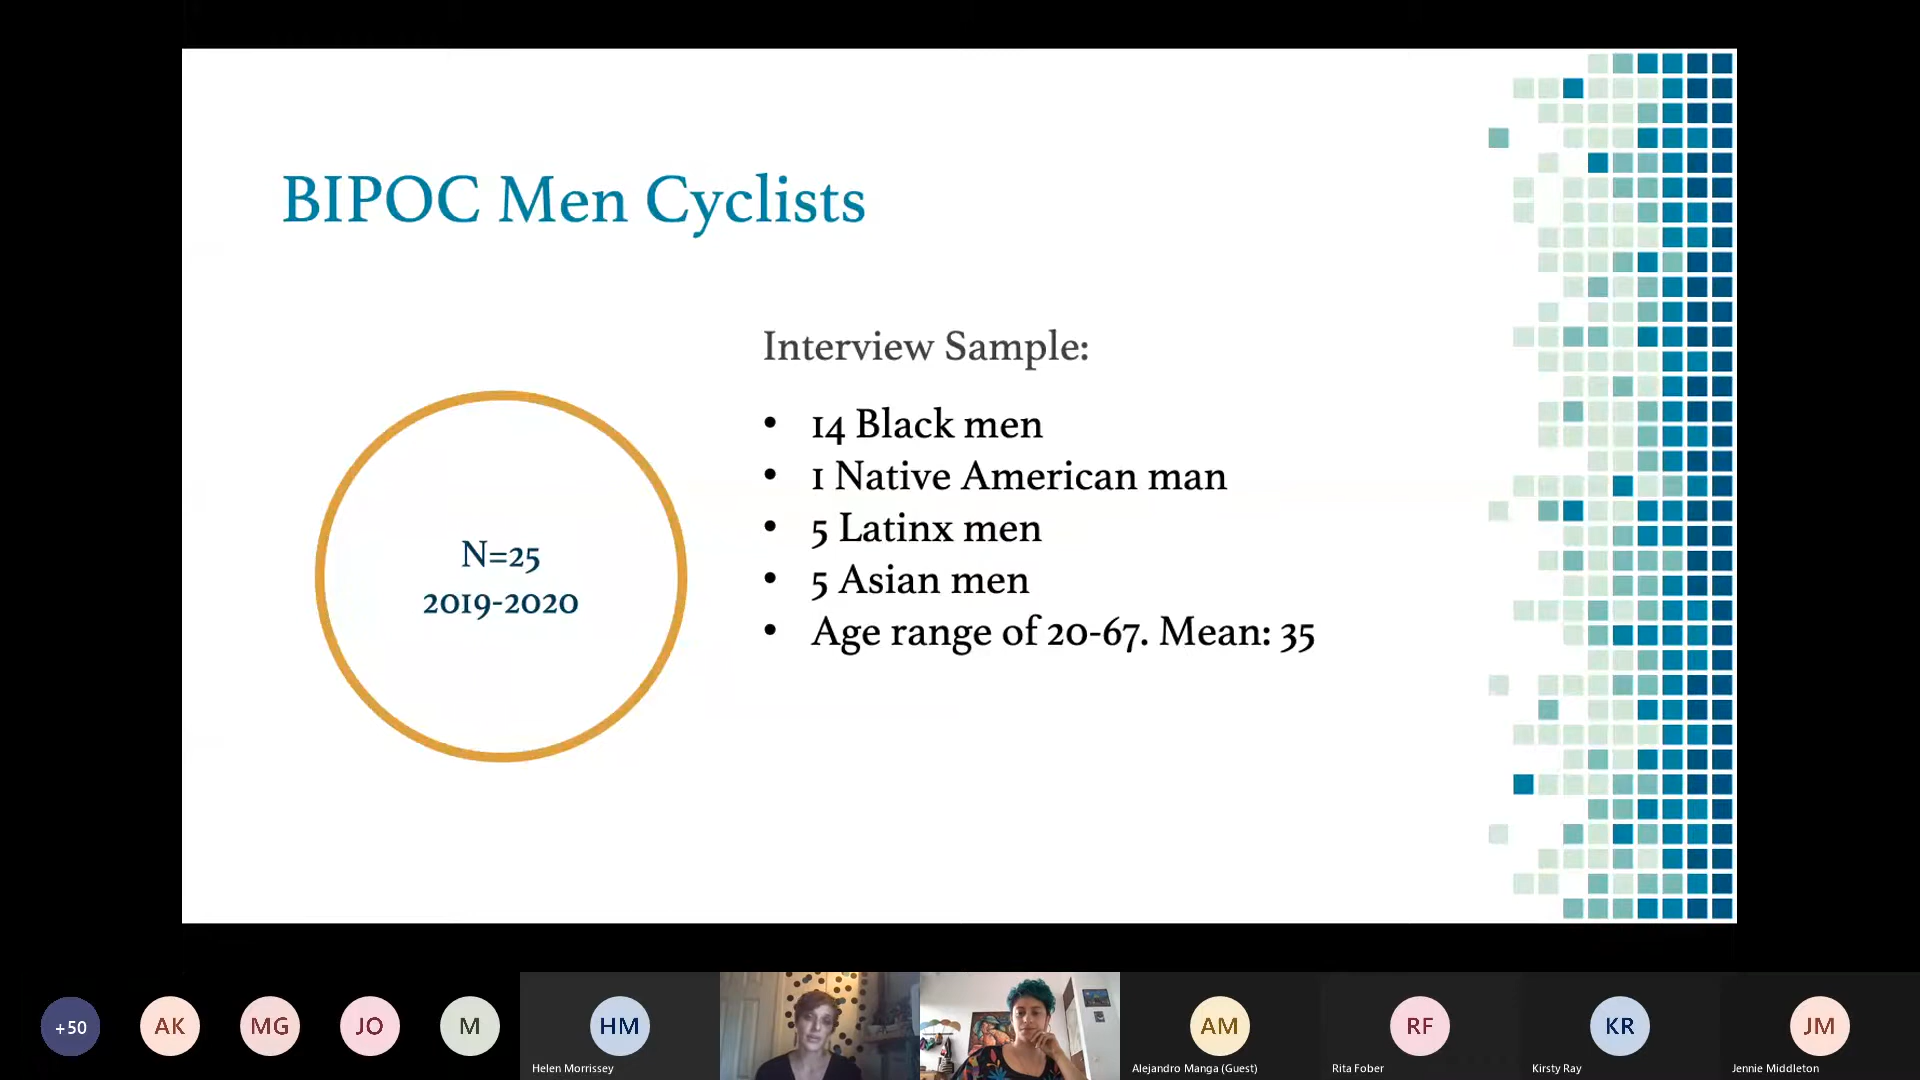 BIPOC Men Cyclists
Interview Sample:
• 14 Black men
• 1 Native American man
• 5 Latinx men
• 5 Asian men
• Age range of 20-67. Mean: 35
N=25
2019-2020
+50
AK
MG
JO
M
HM
Helen Morrissey
AM
Alejandro Manga (Guest)
RF
Rita Fober
KR
Kirsty Ray
JM
Jennie Middleton